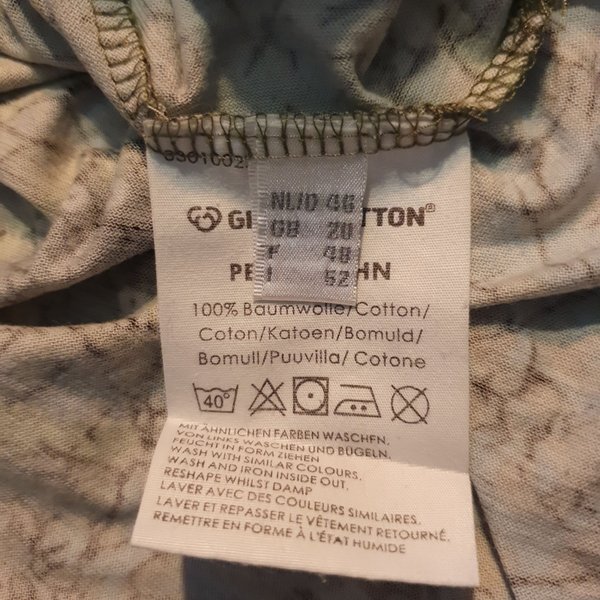 NL/D 46
GB 20
F 48
I 52
TTON®
HN
100% Baumwolle/Cotton/
Coton/Katoen/Bomuld/
Bomull/Puuvilla/Cotone
40°
MIT ÄHNLICHEN FARBEN WASCHEN,
VON LINKS WASCHEN UND BÜGELN.
FEUCHT IN FORM ZIEHEN
WASH WITH SIMILAR COLOURS.
WASH AND IRON INSIDE OUT.
RESHAPE WHILST DAMP
LAVER AVEC DES COULEURS SIMILAIRES.
LAVER ET REPASSER LE VÊTEMENT RETOURNÉ.
REMETTRE EN FORME À L'ÉTAT HUMIDE